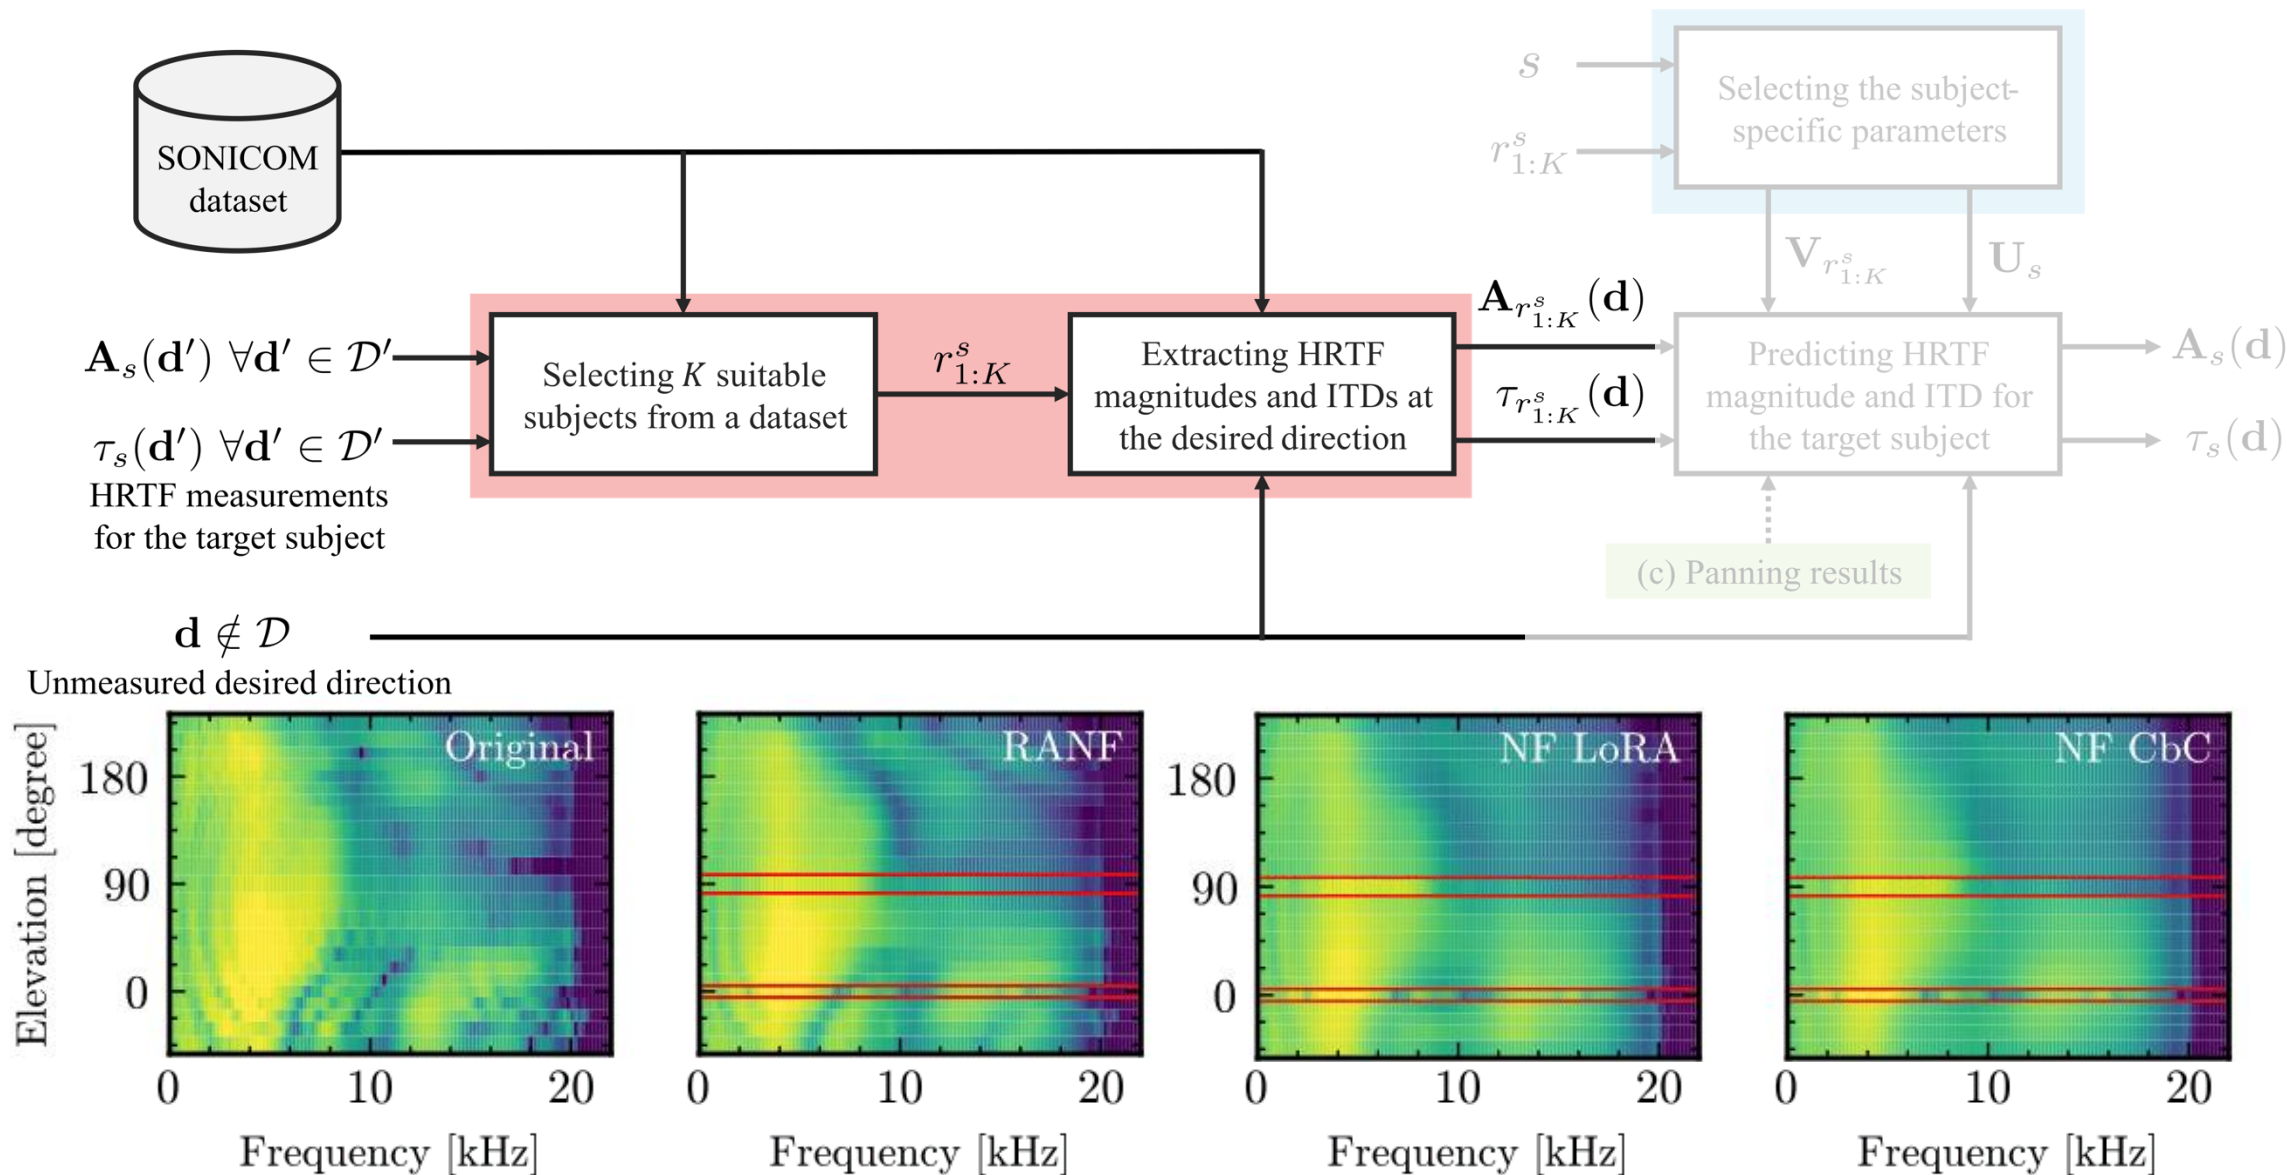 SONICOM
dataset
s
r^s_{1:K}
Selecting the subject-
specific parameters
V_{r^s_{1:K}}
U_s
A_s(d′) ∀d′ ∈ D′
τ_s(d′) ∀d′ ∈ D′
HRTF measurements
for the target subject
Selecting K suitable
subjects from a dataset
r^s_{1:K}
Extracting HRTF
magnitudes and ITDs at
the desired direction
A_{r^s_{1:K}}(d)
τ_{r^s_{1:K}}(d)
Predicting HRTF
magnitude and ITD for
the target subject
A_s(d)
τ_s(d)
(c) Panning results
d ∉ D
Unmeasured desired direction
Elevation [degree]
180
90
0
Original
0 10 20
Frequency [kHz]
RANF
0 10 20
Frequency [kHz]
180
90
0
NF LoRA
0 10 20
Frequency [kHz]
180
90
0
NF CbC
0 10 20
Frequency [kHz]